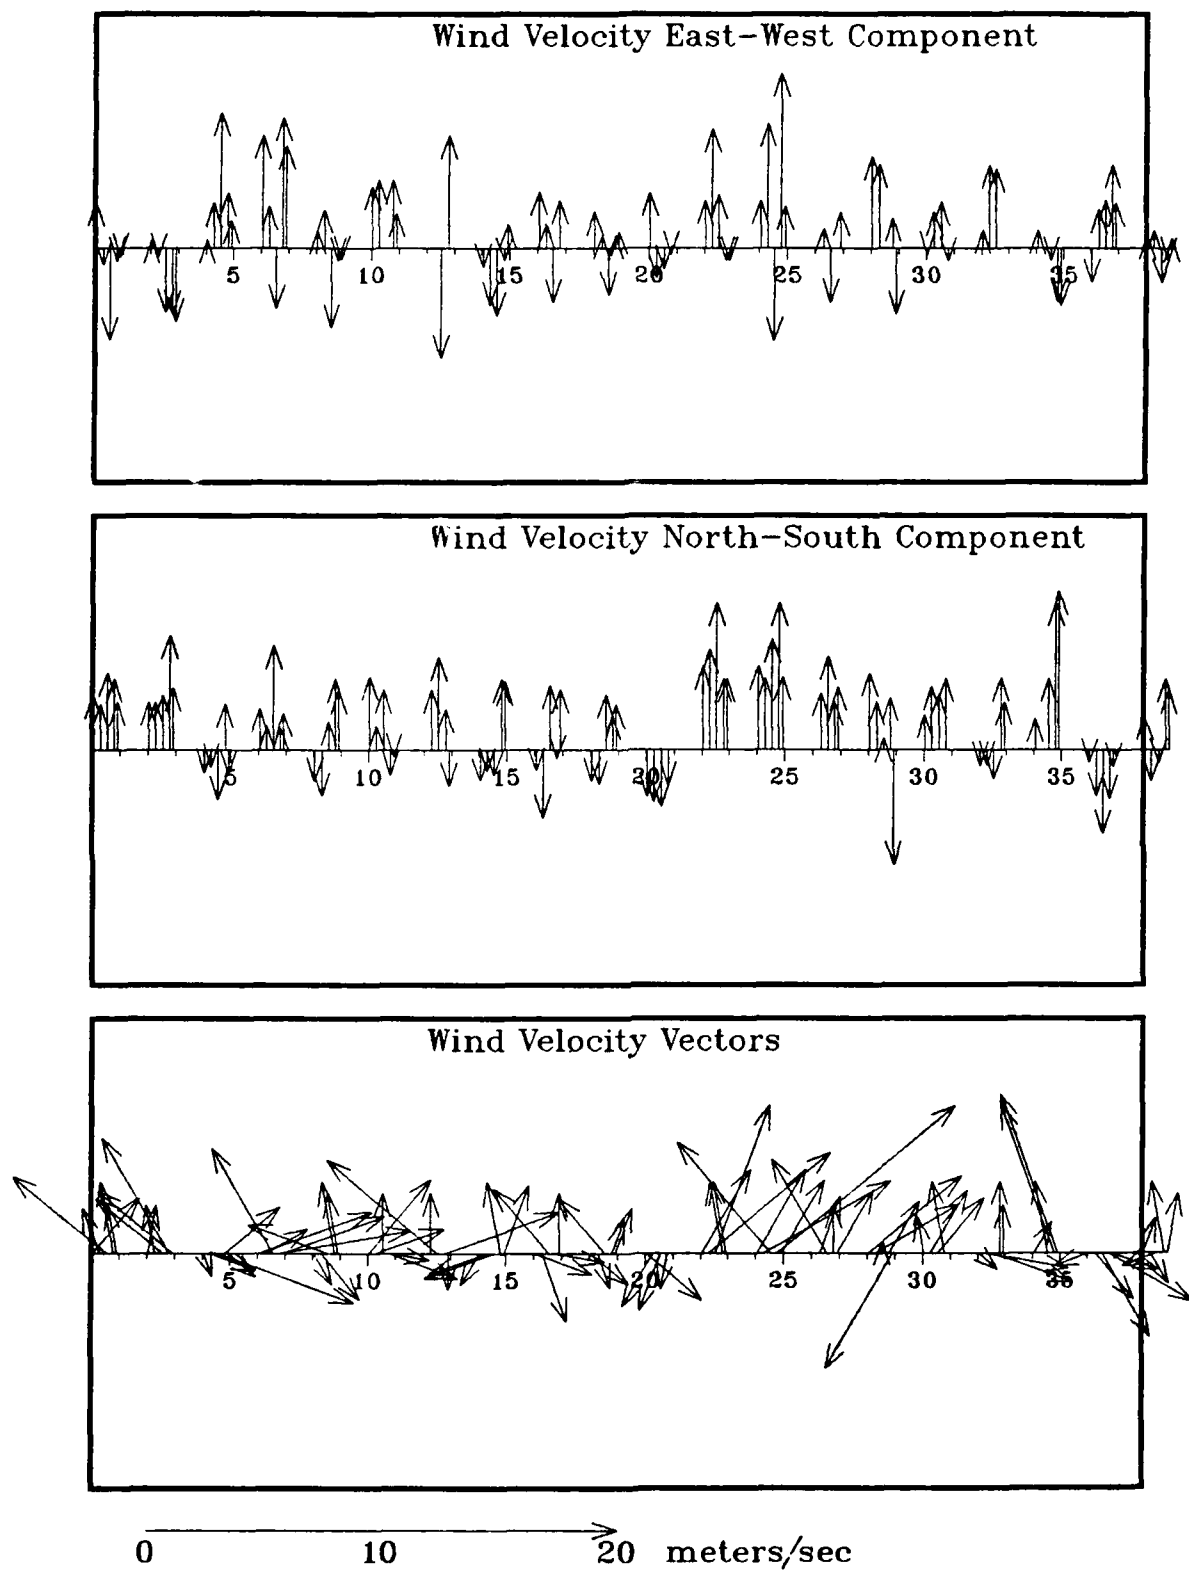 Wind Velocity East-West Component
5 10 15 20 25 30 35
Wind Velocity North-South Component
5 10 15 20 25 30 35
Wind Velocity Vectors
5 10 15 20 25 30 35
0 10 20 meters/sec